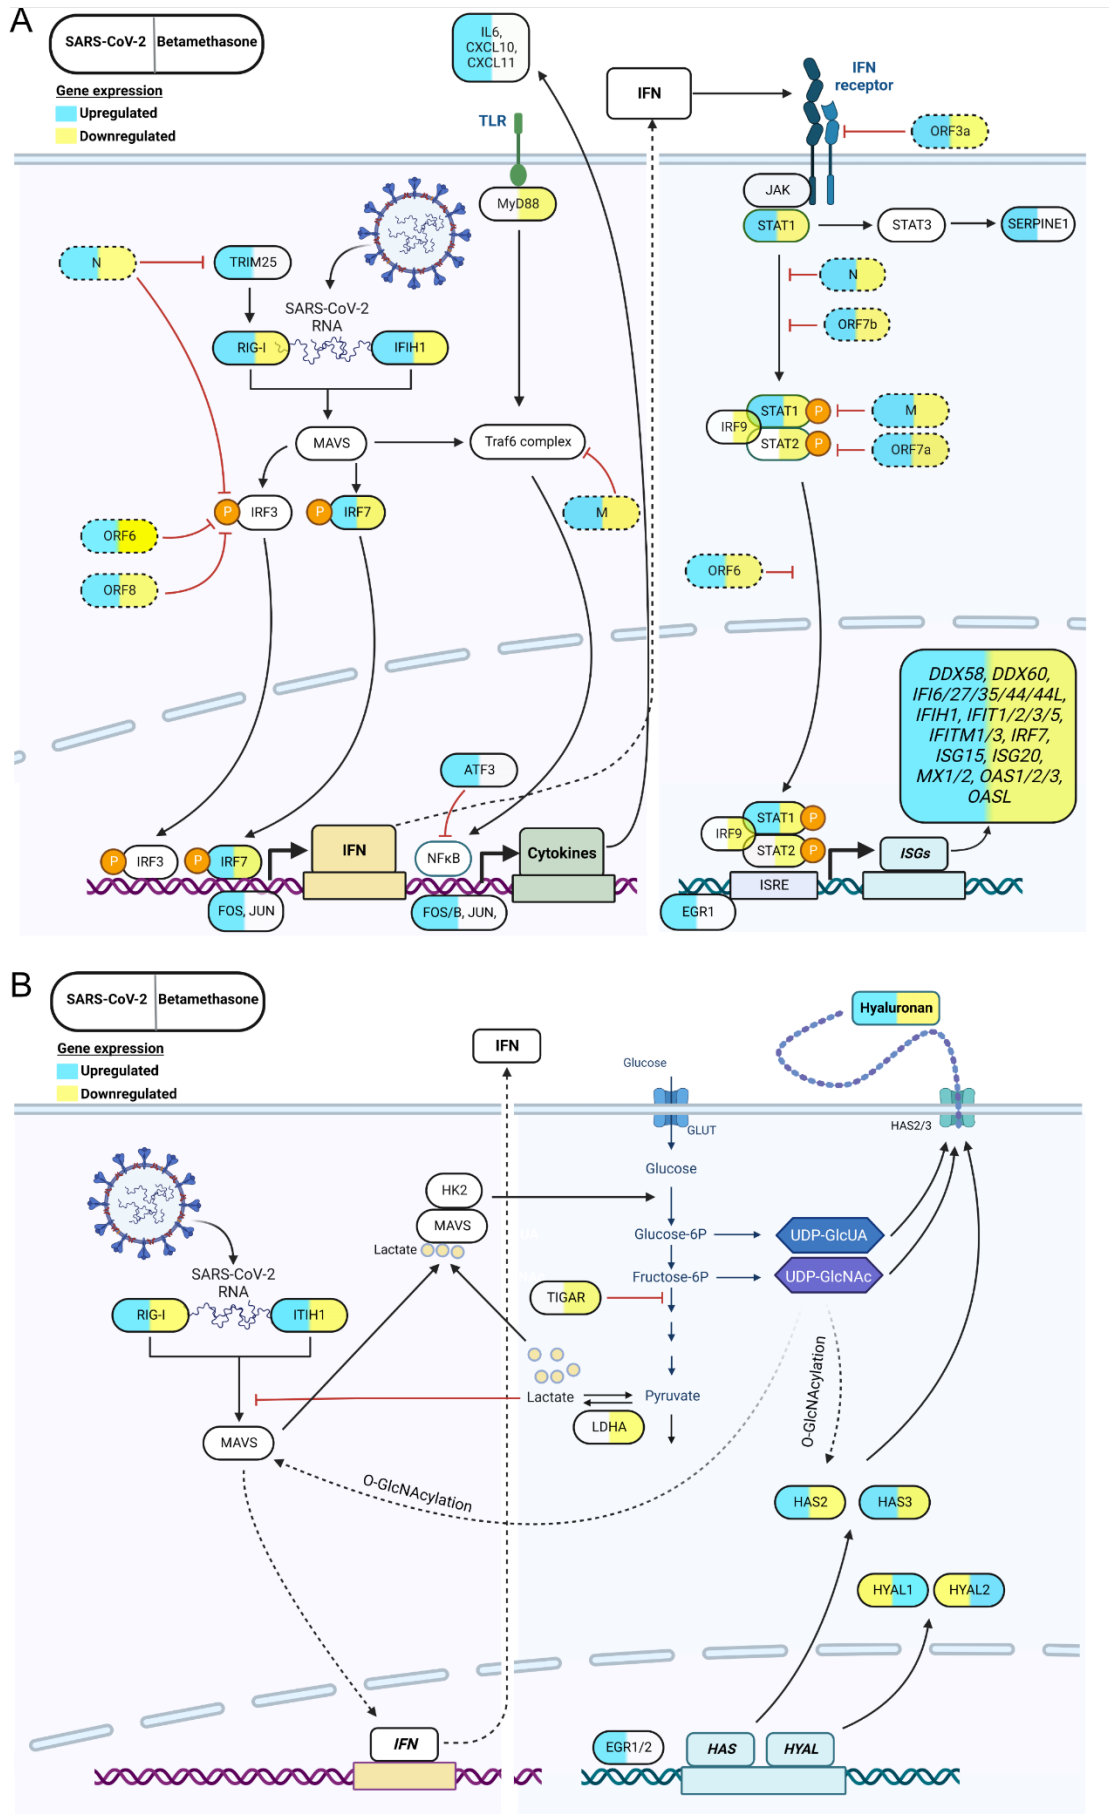 A
SARS-CoV-2 Betamethasone
Gene expression
Upregulated
Downregulated
IL6,
CXCL10,
CXCL11
TLR
MyD88
IFN
IFN
receptor
ORF3a
JAK
STAT1
STAT3
SERPINE1
N
TRIM25
SARS-CoV-2
RNA
RIG-I
IFIH1
N
ORF7b
MAVS
Traf6 complex
STAT1 P
IRF9
STAT2 P
M
ORF7a
P IRF3
P IRF7
M
ORF6
ORF8
ORF6
DDX58, DDX60,
IFI6/27/35/44/44L,
IFIH1, IFIT1/2/3/5,
IFITM1/3, IRF7,
ISG15, ISG20,
MX1/2, OAS1/2/3,
OASL
ATF3
P IRF3
P IRF7
IFN
NFκB
Cytokines
STAT1 P
IRF9
STAT2 P
ISGs
ISRE
FOS, JUN
FOS/B, JUN,
EGR1
B
SARS-CoV-2 Betamethasone
Gene expression
Upregulated
Downregulated
IFN
Glucose
GLUT
Hyaluronan
HAS2/3
Glucose
HK2
MAVS
Lactate
Glucose-6P
UDP-GlcUA
Fructose-6P
UDP-GlcNAc
SARS-CoV-2
RNA
RIG-I
ITIH1
TIGAR
Lactate
Pyruvate
LDHA
O-GlcNAcylation
MAVS
O-GlcNAcylation
HAS2
HAS3
HYAL1
HYAL2
IFN
EGR1/2
HAS
HYAL